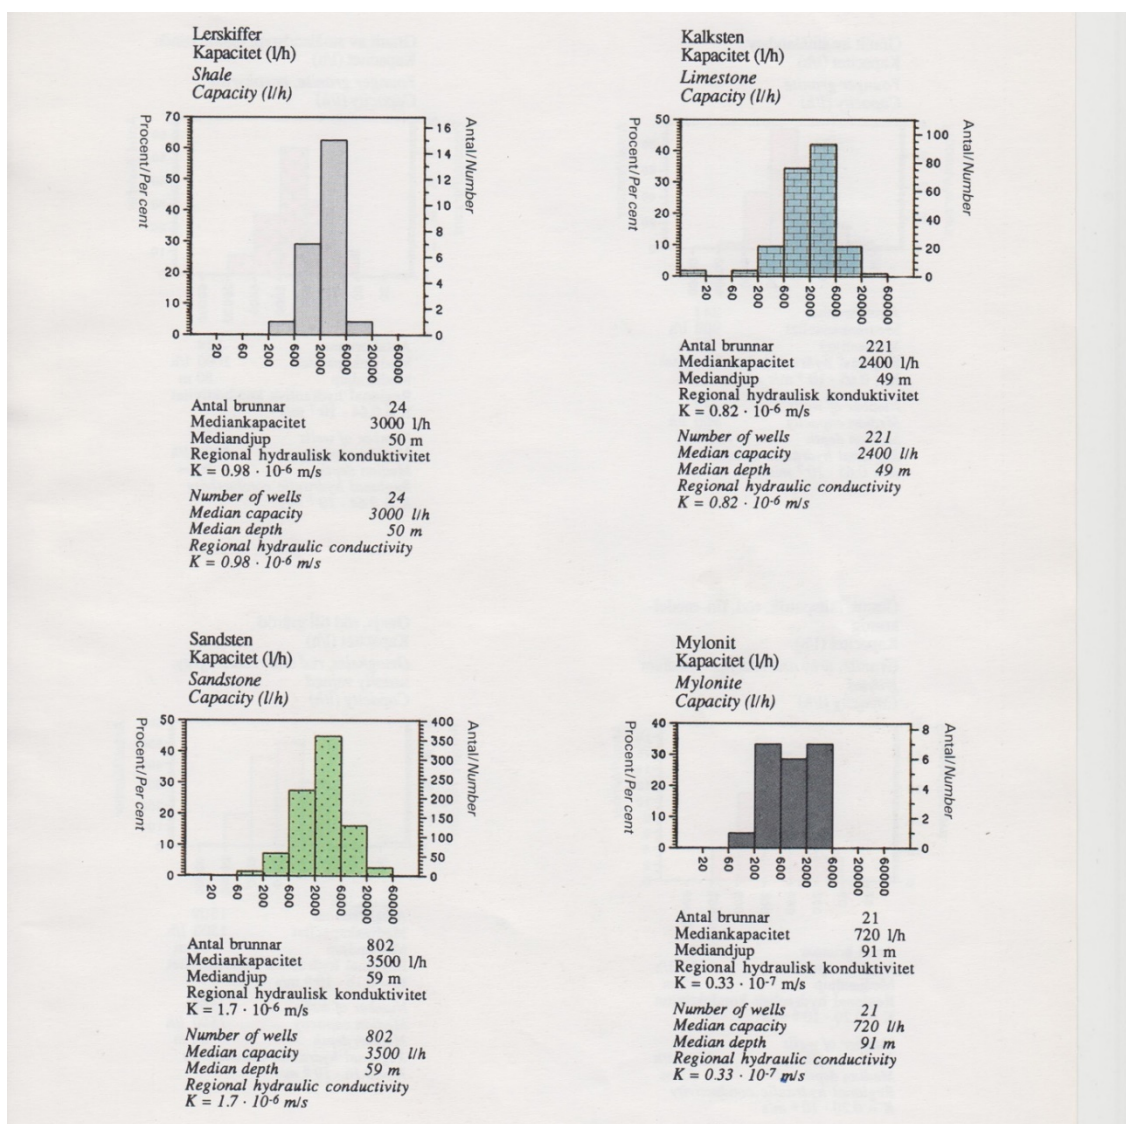 Lerskiffer
Kapacitet (l/h)
Shale
Capacity (l/h)
Procent/Per cent
70
60
50
40
30
20
10
0
16
14
12
10
8
6
4
2
0
Antal/Number
20
60
200
600
2000
6000
20000
60000
Antal brunnar 24
Mediankapacitet 3000 l/h
Mediandjup 50 m
Regional hydraulisk konduktivitet
K = 0.98 · 10-6 m/s
Number of wells 24
Median capacity 3000 l/h
Median depth 50 m
Regional hydraulic conductivity
K = 0.98 · 10-6 m/s
Kalksten
Kapacitet (l/h)
Limestone
Capacity (l/h)
Procent/Per cent
50
40
30
20
10
0
100
80
60
40
20
0
Antal/Number
20
60
200
600
2000
6000
20000
60000
Antal brunnar 221
Mediankapacitet 2400 l/h
Mediandjup 49 m
Regional hydraulisk konduktivitet
K = 0.82 · 10-6 m/s
Number of wells 221
Median capacity 2400 l/h
Median depth 49 m
Regional hydraulic conductivity
K = 0.82 · 10-6 m/s
Sandsten
Kapacitet (l/h)
Sandstone
Capacity (l/h)
Procent/Per cent
50
40
30
20
10
0
400
350
300
250
200
150
100
50
0
Antal/Number
20
60
200
600
2000
6000
20000
60000
Antal brunnar 802
Mediankapacitet 3500 l/h
Mediandjup 59 m
Regional hydraulisk konduktivitet
K = 1.7 · 10-6 m/s
Number of wells 802
Median capacity 3500 l/h
Median depth 59 m
Regional hydraulic conductivity
K = 1.7 · 10-6 m/s
Mylonit
Kapacitet (l/h)
Mylonite
Capacity (l/h)
Procent/Per cent
40
30
20
10
0
8
6
4
2
0
Antal/Number
20
60
200
600
2000
6000
20000
60000
Antal brunnar 21
Mediankapacitet 720 l/h
Mediandjup 91 m
Regional hydraulisk konduktivitet
K = 0.33 · 10-7 m/s
Number of wells 21
Median capacity 720 l/h
Median depth 91 m
Regional hydraulic conductivity
K = 0.33 · 10-7 m/s